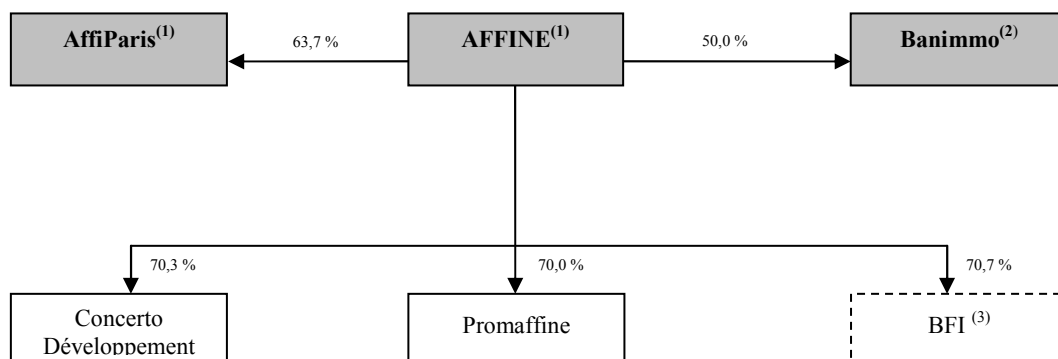 AffiParis(1)
63,7 %
AFFINE(1)
50,0 %
Banimmo(2)
70,3 %
70,0 %
70,7 %
Concerto
Développement
Promaffine
BFI (3)